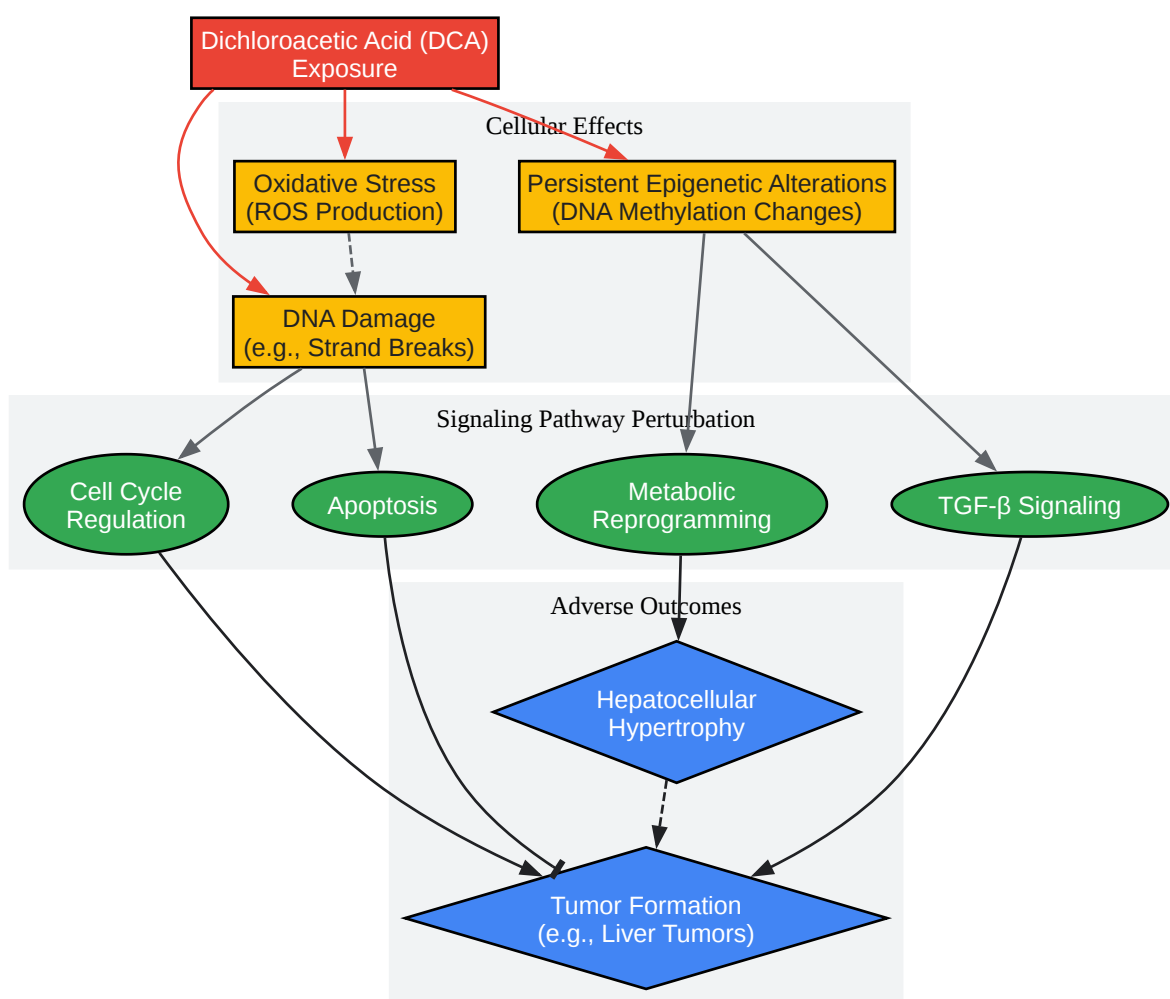 Dichloroacetic Acid (DCA)
Exposure
Cellular Effects
Oxidative Stress
(ROS Production)
Persistent Epigenetic Alterations
(DNA Methylation Changes)
DNA Damage
(e.g., Strand Breaks)
Signaling Pathway Perturbation
Cell Cycle
Regulation
Apoptosis
Metabolic
Reprogramming
TGF-β Signaling
Adverse Outcomes
Hepatocellular
Hypertrophy
Tumor Formation
(e.g., Liver Tumors)